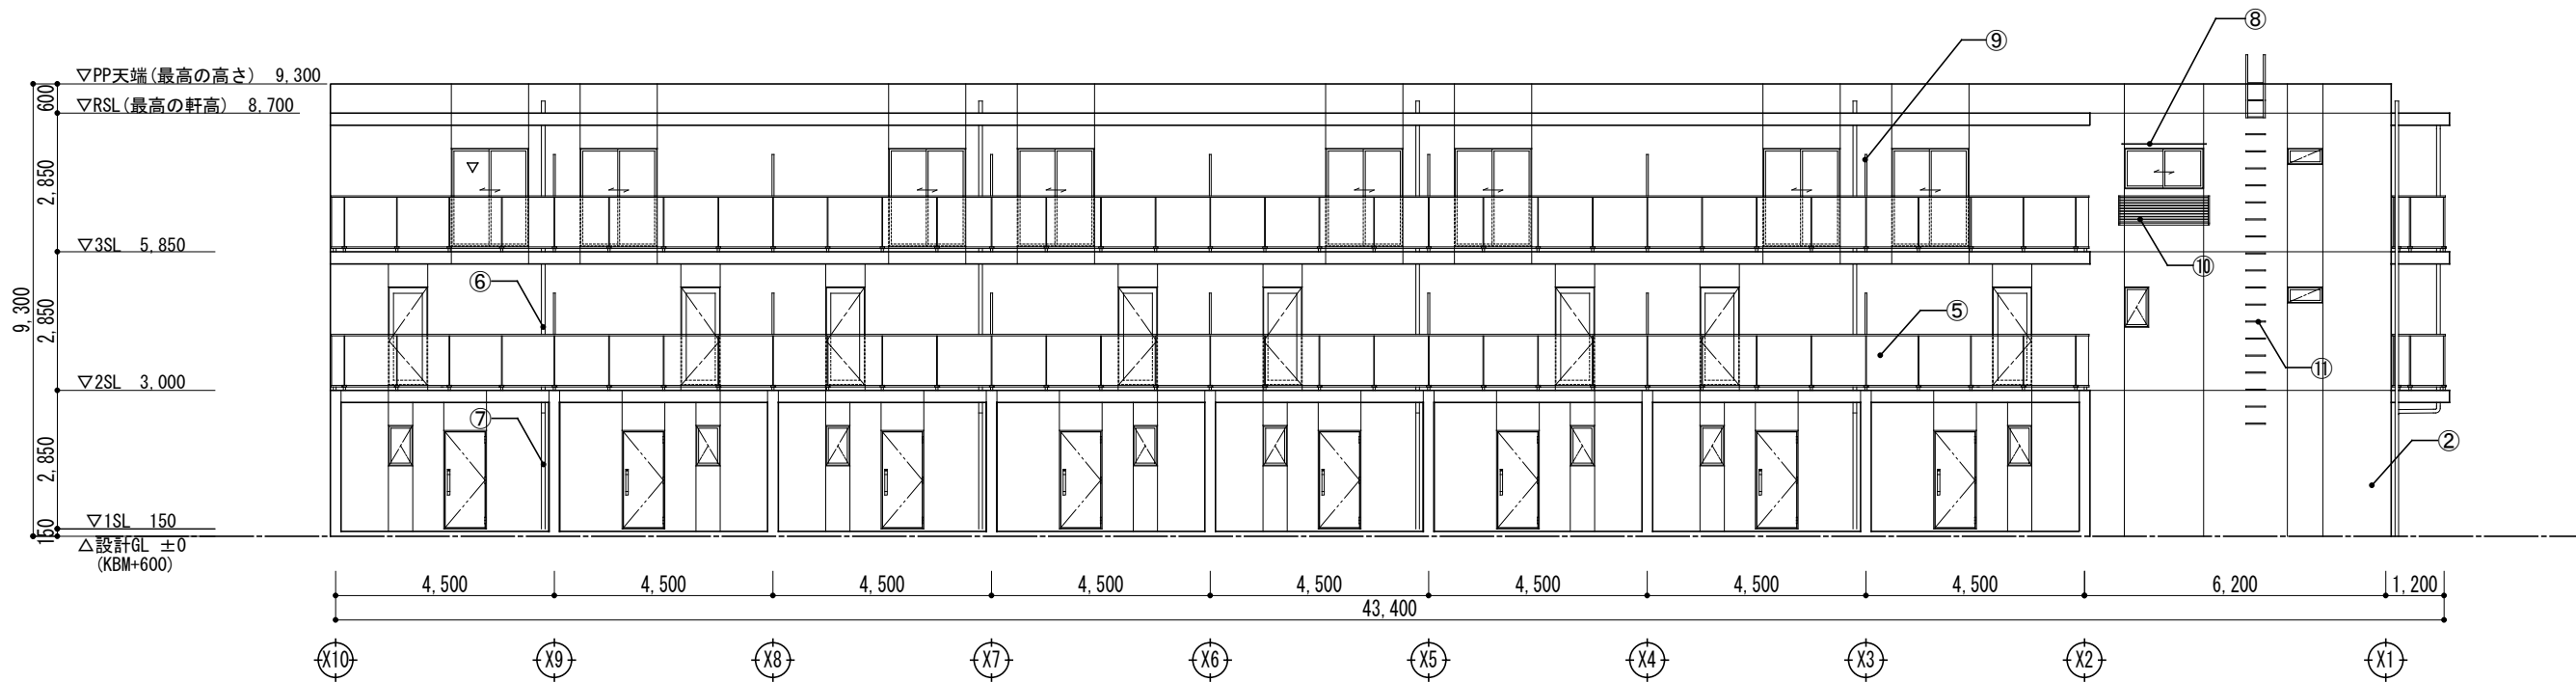 ⑧
⑨
▽PP天端(最高の高さ) 9,300
600
▽RSL(最高の軒高) 8,700
2,850
▽
▽3SL 5,850
⑩
⑥
9,300
2,850
⑤
⑪
▽2SL 3,000
⑦
2,850
②
▽1SL 150
150
△設計GL ±0
(KBM+600)
4,500 4,500 4,500 4,500 4,500 4,500 4,500 4,500 6,200 1,200
43,400
X10 X9 X8 X7 X6 X5 X4 X3 X2 X1